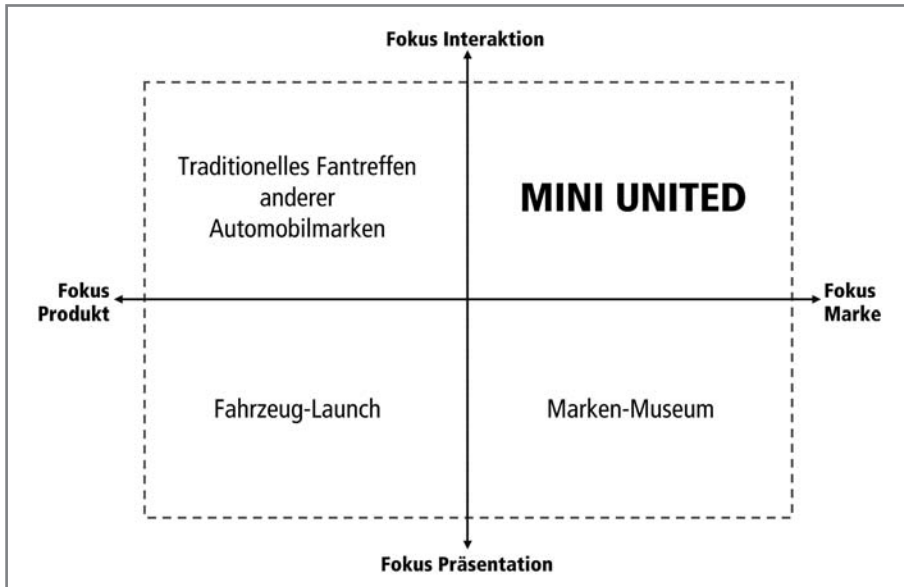 Fokus Interaktion
Traditionelles Fantreffen
anderer
Automobilmarken
MINI UNITED
Fokus
Produkt
Fokus
Marke
Fahrzeug-Launch
Marken-Museum
Fokus Präsentation